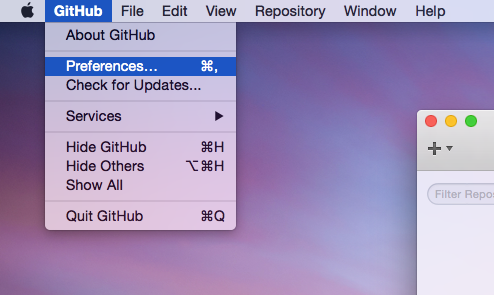 GitHub File Edit View Repository Window Help
About GitHub
Preferences... ⌘,
Check for Updates...
Services
Hide GitHub ⌘H
Hide Others ⌥⌘H
Show All
Quit GitHub ⌘Q
Filter